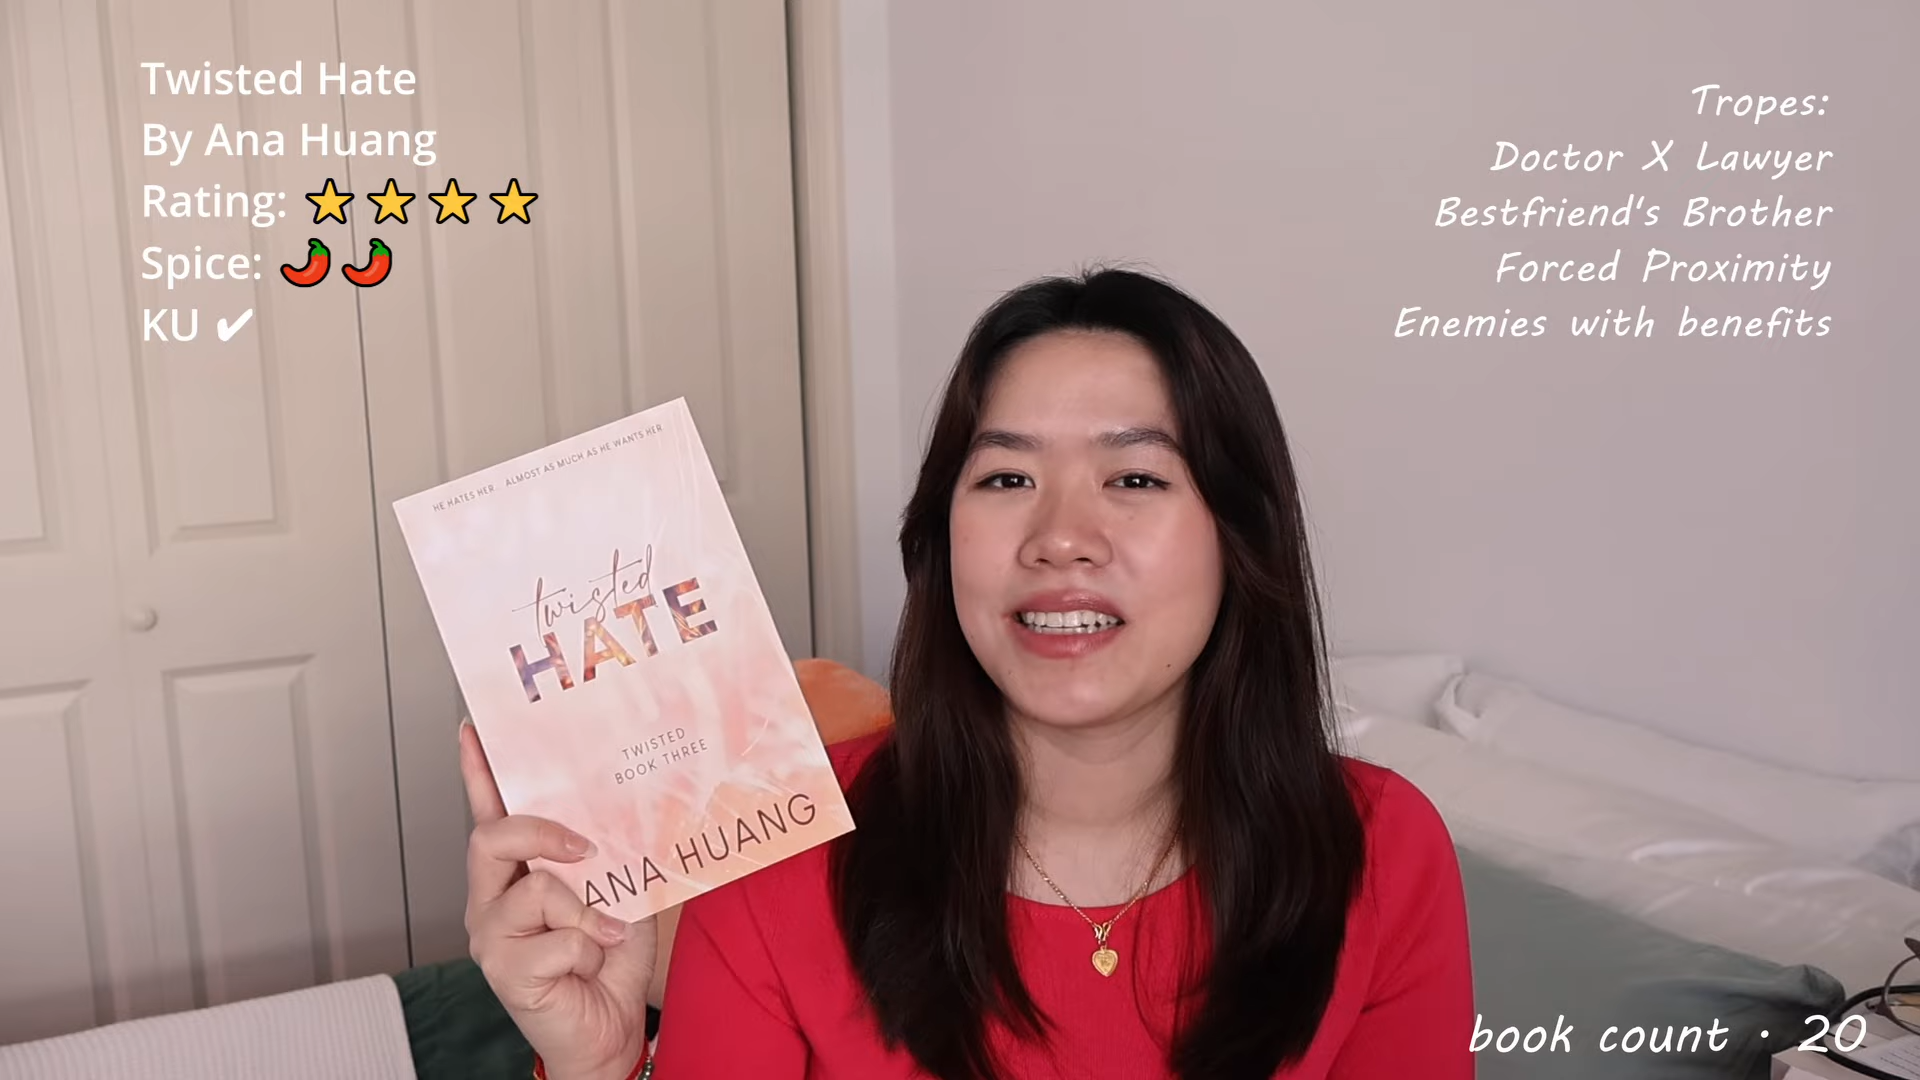 Twisted Hate
By Ana Huang
Rating: ⭐⭐⭐⭐
Spice: 🌶🌶
KU ✔
Tropes:
Doctor X Lawyer
Bestfriend's Brother
Forced Proximity
Enemies with benefits
HE HATES HER... ALMOST AS MUCH AS HE WANTS HER
twisted
HATE
TWISTED
BOOK THREE
ANA HUANG
book count · 20